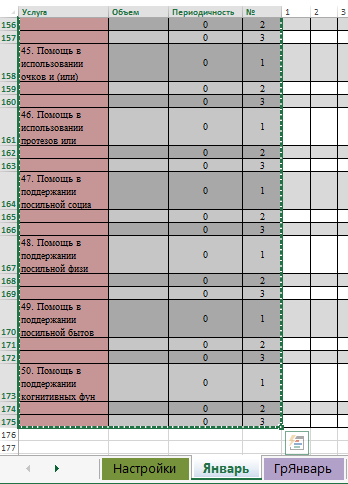 Услуга Объем Периодичность № 1 2 3
156 0 2
157 0 3
45. Помощь в
использовании
158 очков и (или) 0 1
159 0 2
160 0 3
46. Помощь в
использовании
161 протезов или 0 1
162 0 2
163 0 3
47. Помощь в
поддержании
164 посильной социа 0 1
165 0 2
166 0 3
48. Помощь в
поддержании
167 посильной физи 0 1
168 0 2
169 0 3
49. Помощь в
поддержании
170 посильной бытов 0 1
171 0 2
172 0 3
50. Помощь в
поддержании
173 когнитивных фун 0 1
174 0 2
175 0 3
176
177
Настройки Январь ГрЯнварь